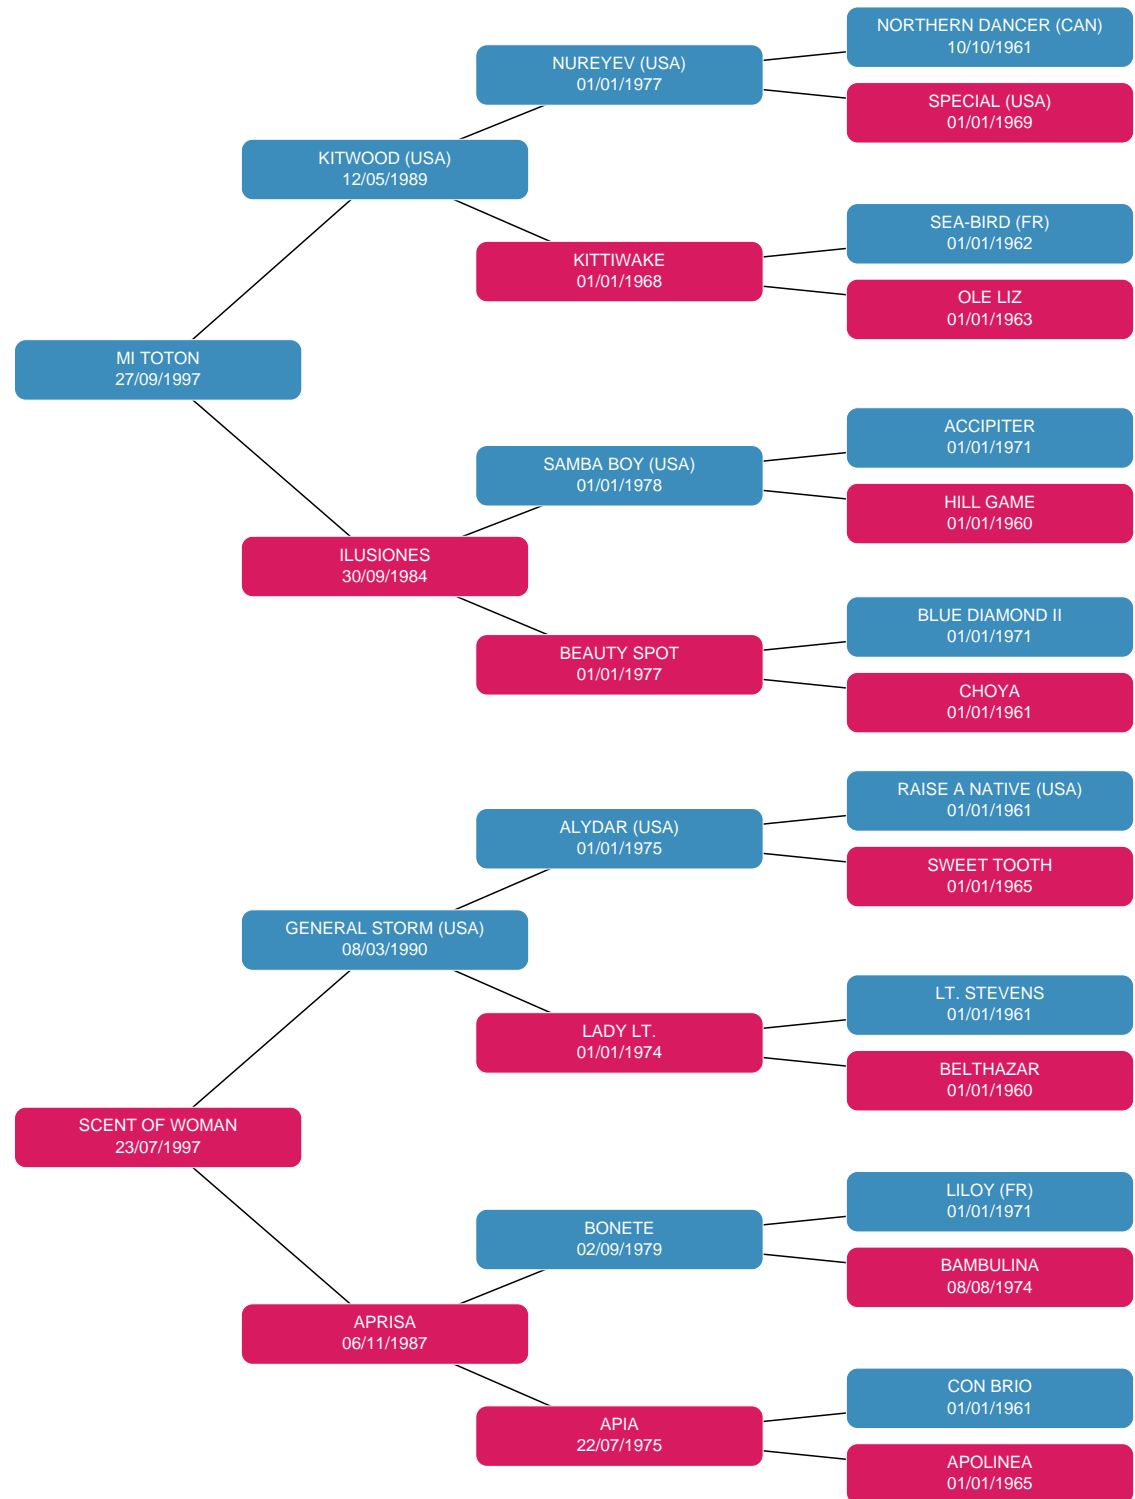 NORTHERN DANCER (CAN)
10/10/1961
NUREYEV (USA)
01/01/1977
SPECIAL (USA)
01/01/1969
KITWOOD (USA)
12/05/1989
SEA-BIRD (FR)
01/01/1962
KITTIWAKE
01/01/1968
OLE LIZ
01/01/1963
MI TOTON
27/09/1997
ACCIPITER
01/01/1971
SAMBA BOY (USA)
01/01/1978
HILL GAME
01/01/1960
ILUSIONES
30/09/1984
BLUE DIAMOND II
01/01/1971
BEAUTY SPOT
01/01/1977
CHOYA
01/01/1961
RAISE A NATIVE (USA)
01/01/1961
ALYDAR (USA)
01/01/1975
SWEET TOOTH
01/01/1965
GENERAL STORM (USA)
08/03/1990
LT. STEVENS
01/01/1961
LADY LT.
01/01/1974
BELTHAZAR
01/01/1960
SCENT OF WOMAN
23/07/1997
LILOY (FR)
01/01/1971
BONETE
02/09/1979
BAMBULINA
08/08/1974
APRISA
06/11/1987
CON BRIO
01/01/1961
APIA
22/07/1975
APOLINEA
01/01/1965